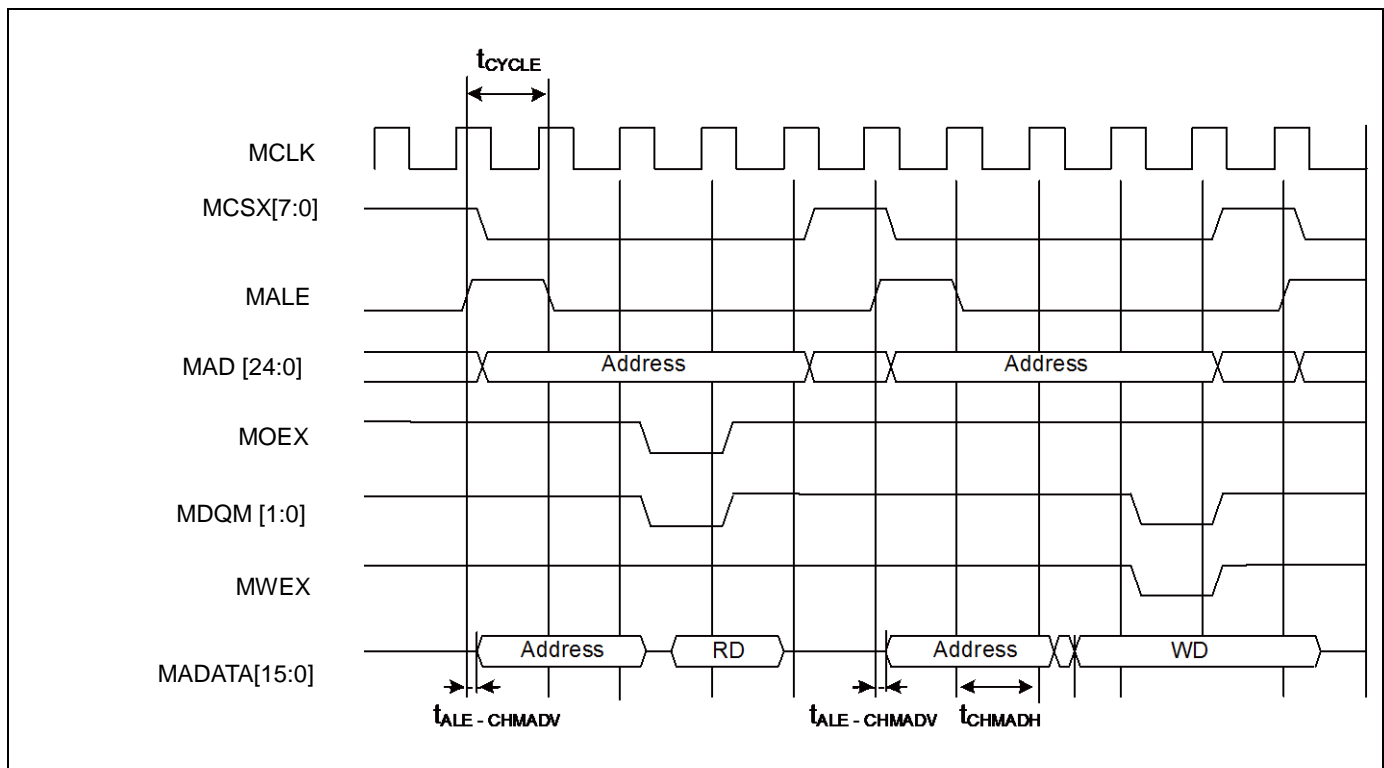 tCYCLE
MCLK
MCSX[7:0]
MALE
MAD [24:0]
Address
Address
MOEX
MDQM [1:0]
MWEX
MADATA[15:0]
Address
RD
Address
WD
tALE - CHMADV
tALE - CHMADV
tCHMADH